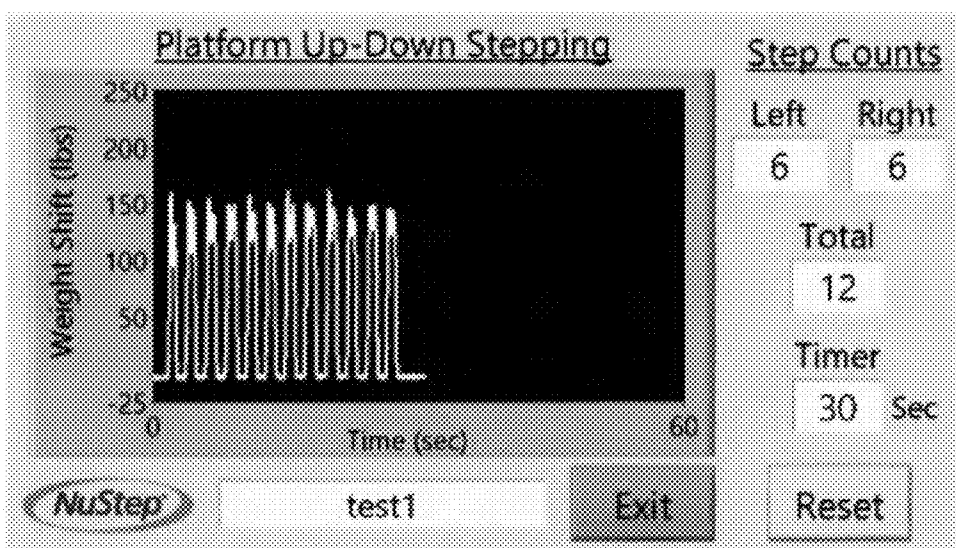 Platform Up-Down Stepping
Step Counts
250
200
150
100
50
-25
Weight Shift (lbs)
0
Time (sec)
60
Left
Right
6
6
Total
12
Timer
30 Sec
NuStep
test1
Exit
Reset